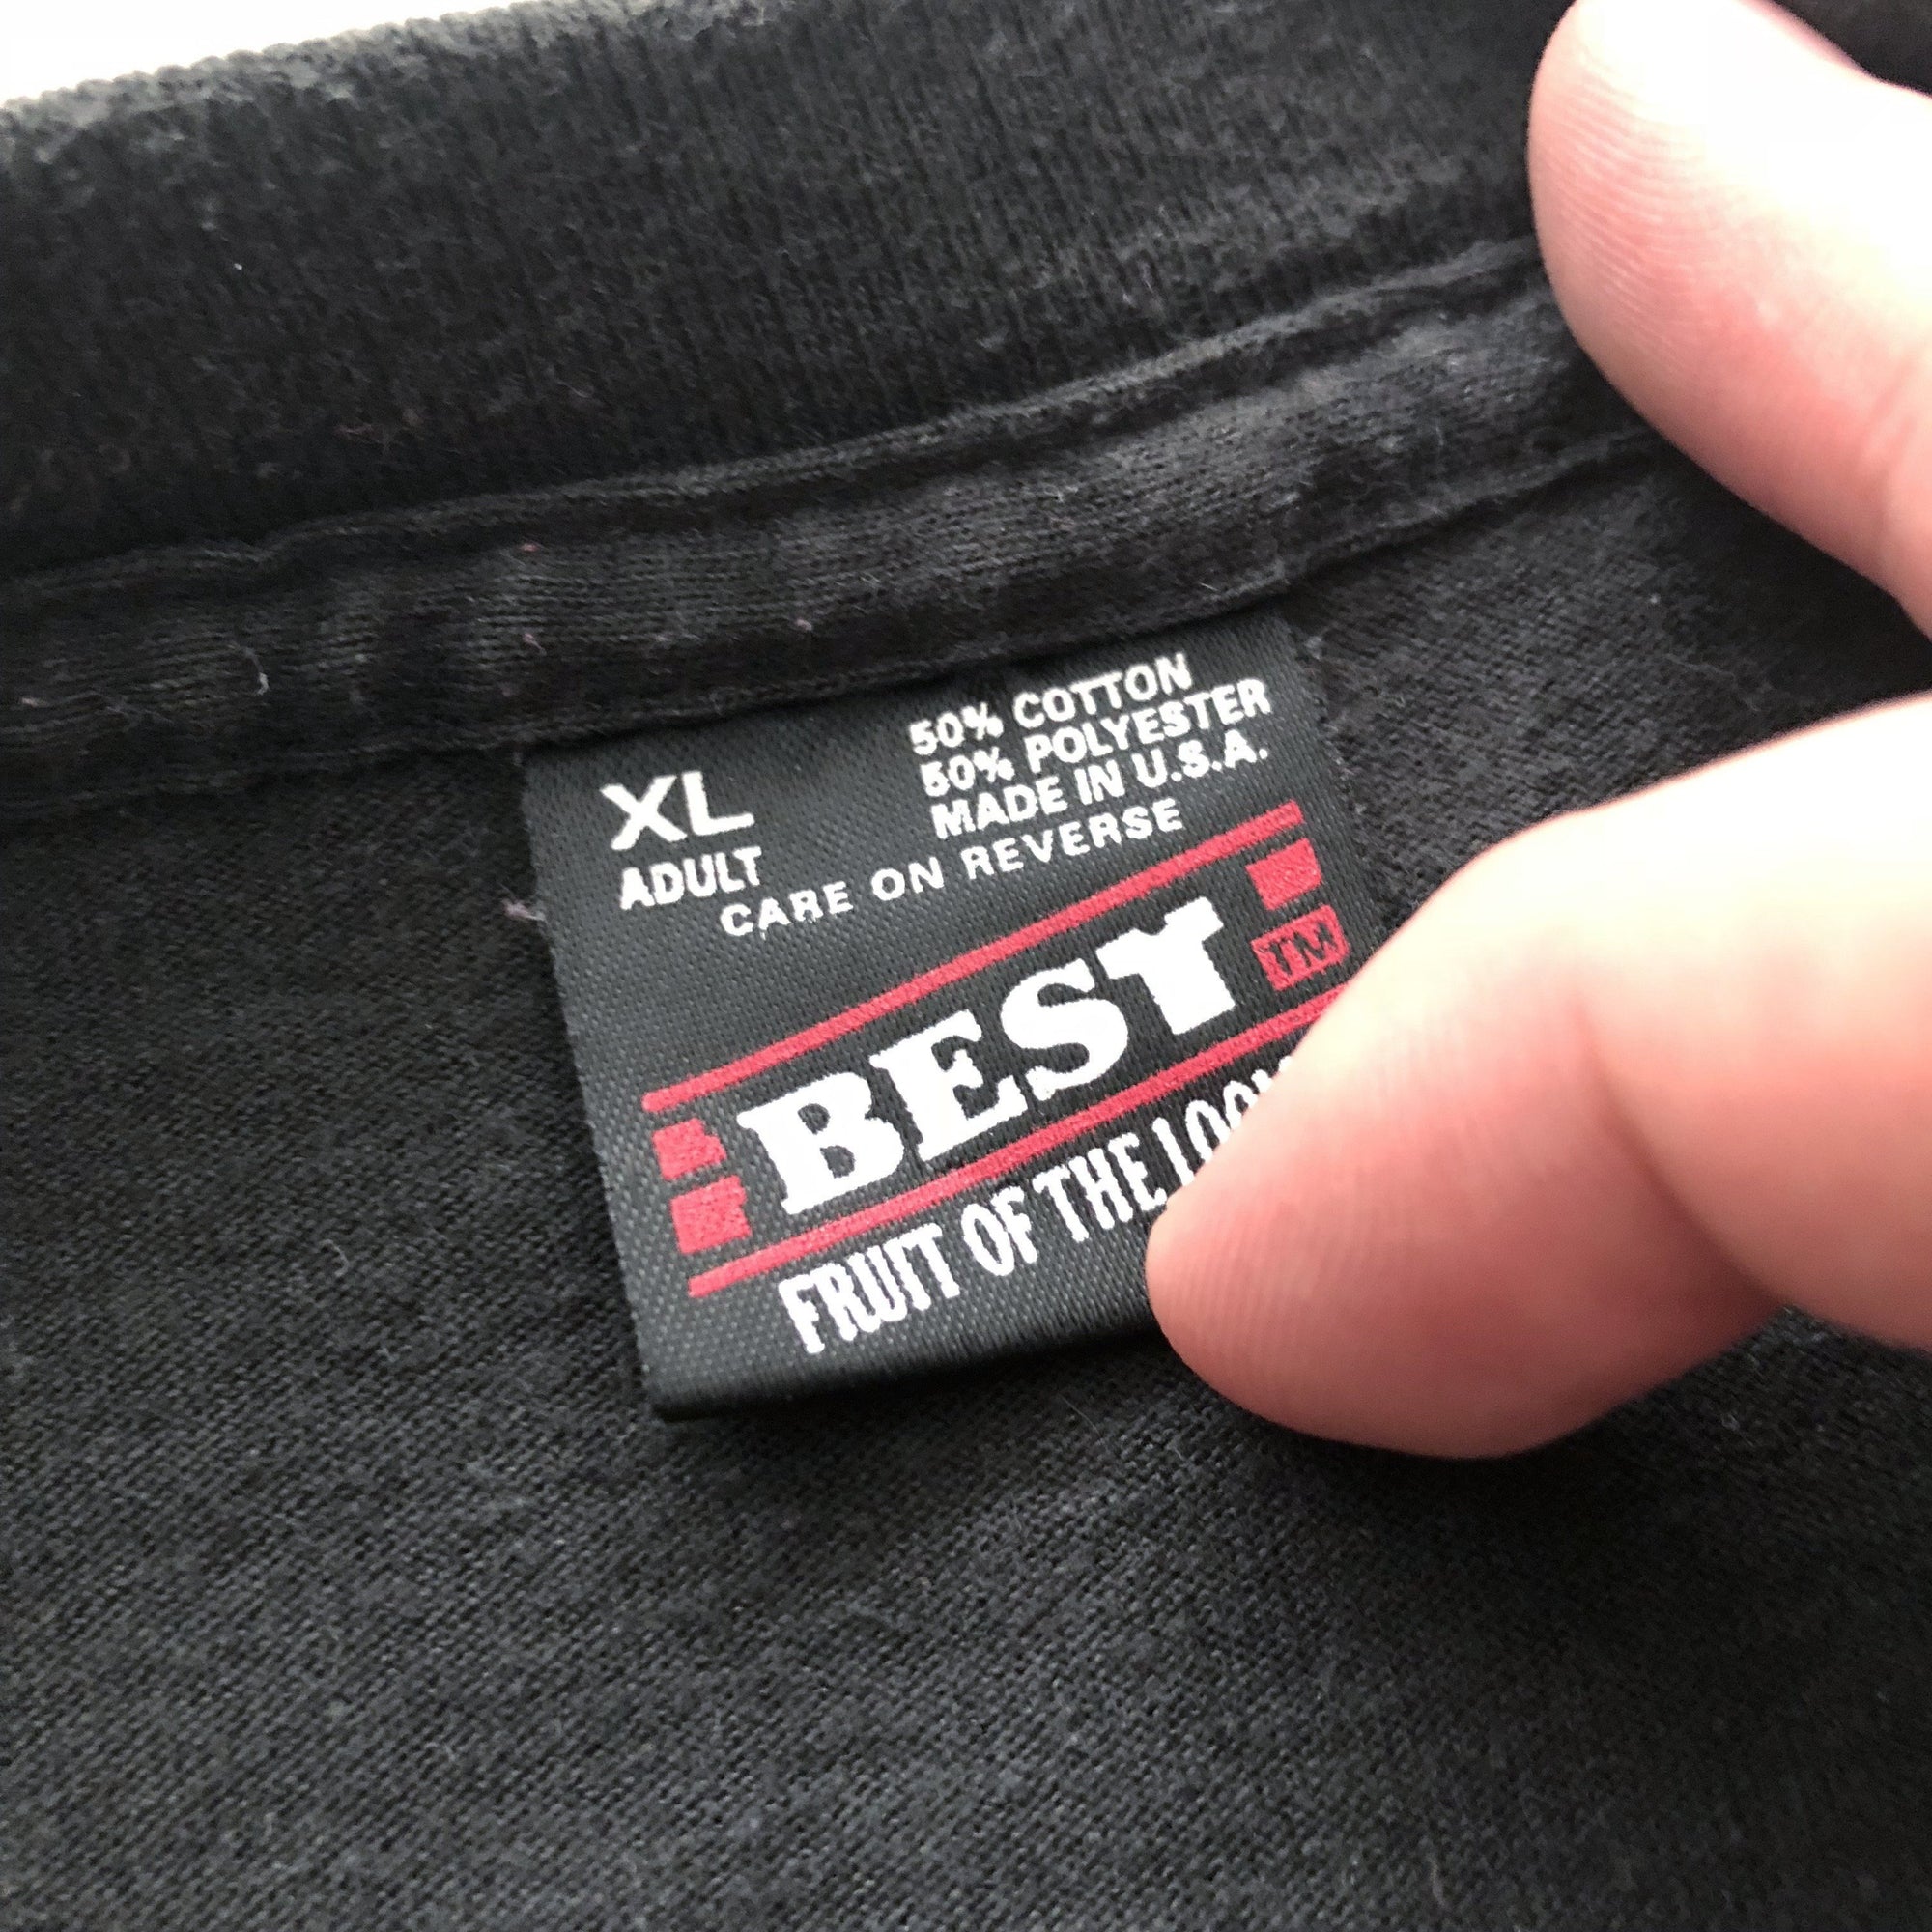 XL
ADULT
50% COTTON
50% POLYESTER
MADE IN U.S.A.
CARE ON REVERSE
BEST
TM
FRUIT OF THE